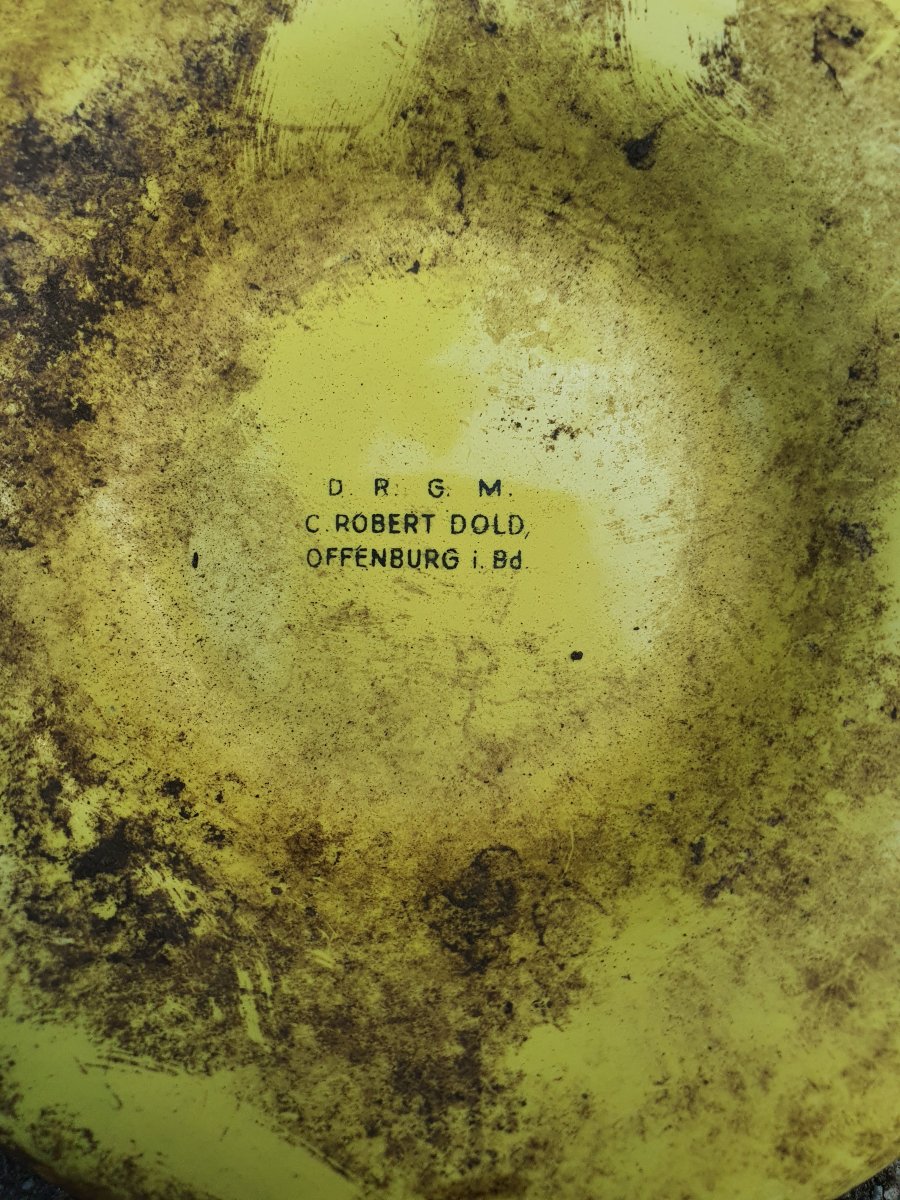 D. R. G. M.
C. ROBERT DOLD,
OFFENBURG i. Bd.